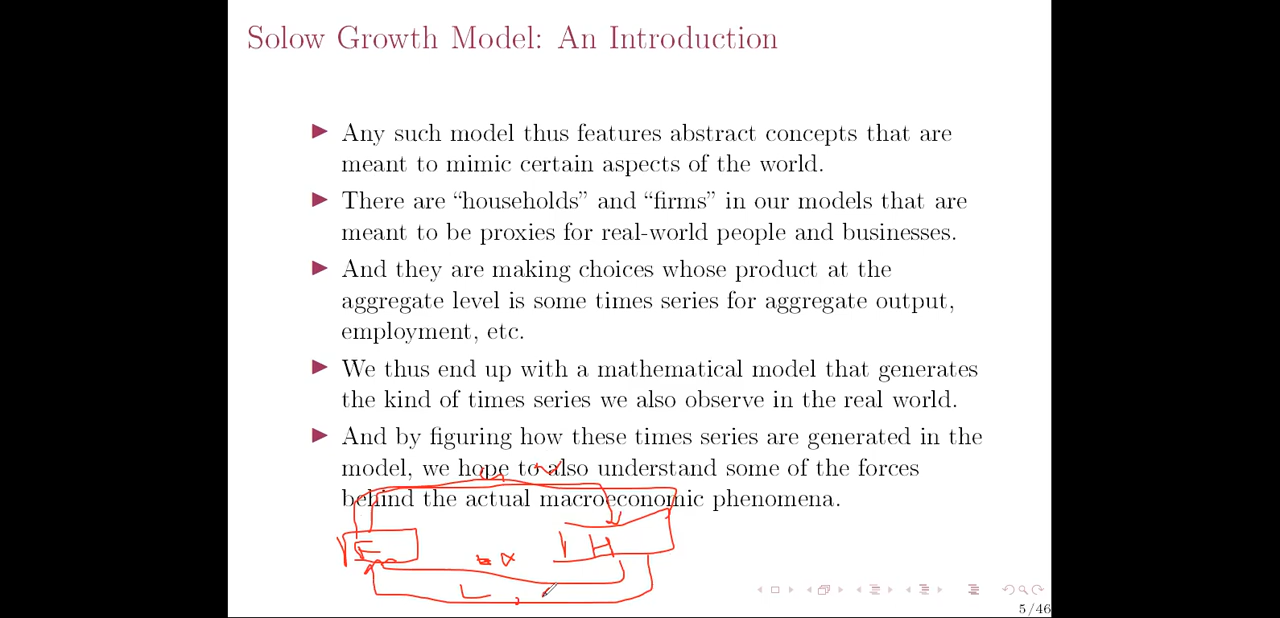 Solow Growth Model: An Introduction
Any such model thus features abstract concepts that are
meant to mimic certain aspects of the world.
There are “households” and “firms” in our models that are
meant to be proxies for real-world people and businesses.
And they are making choices whose product at the
aggregate level is some times series for aggregate output,
employment, etc.
We thus end up with a mathematical model that generates
the kind of times series we also observe in the real world.
And by figuring how these times series are generated in the
model, we hope to also understand some of the forces
behind the actual macroeconomic phenomena.
F H
L ,
5/46